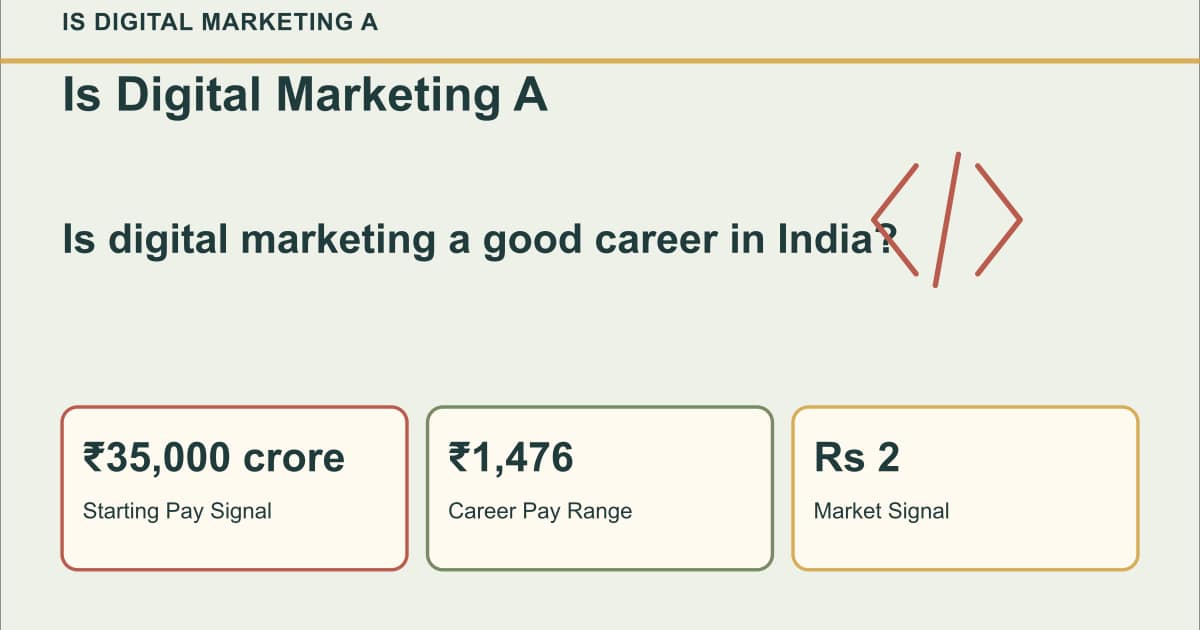 IS DIGITAL MARKETING A
Is Digital Marketing A
Is digital marketing a good career in India?
</>
₹35,000 crore
Starting Pay Signal
₹1,476
Career Pay Range
Rs 2
Market Signal